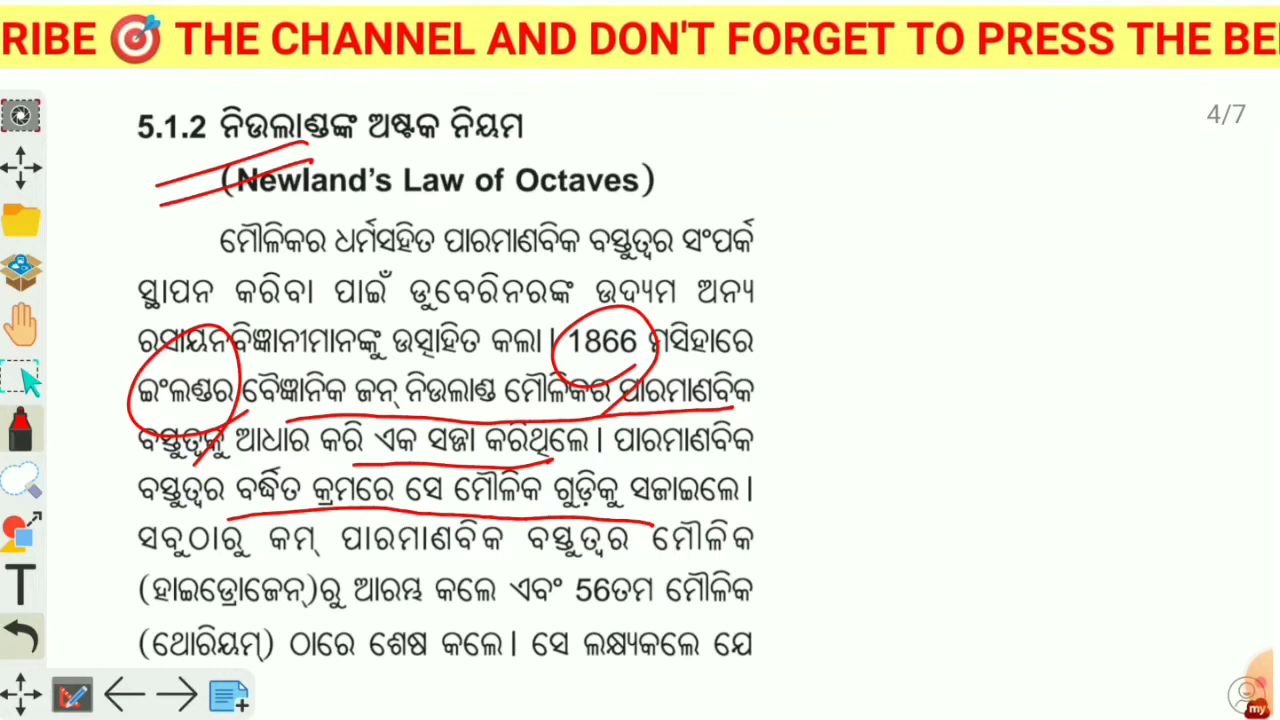 RIBE 🎯 THE CHANNEL AND DON'T FORGET TO PRESS THE BE
4/7
5.1.2 ନିଉଲାଣ୍ଡଙ୍କ ଅଷ୍ଟକ ନିୟମ
(Newland's Law of Octaves)
ମୌଳିକର ଧର୍ମସହିତ ପାରମାଣବିକ ବସ୍ତୁତ୍ୱର ସଂପର୍କ
ସ୍ଥାପନ କରିବା ପାଇଁ ଡୁବେରିନରଙ୍କ ଉଦ୍ୟମ ଅନ୍ୟ
ରସାୟନବିଜ୍ଞାନୀମାନଙ୍କୁ ଉତ୍ସାହିତ କଲା। 1866 ମସିହାରେ
ଇଂଲଣ୍ଡର ବୈଜ୍ଞାନିକ ଜନ୍ ନିଉଲାଣ୍ଡ ମୌଳିକର ପାରମାଣବିକ
ବସ୍ତୁତ୍ୱକୁ ଆଧାର କରି ଏକ ସଜ୍ଜା କରିଥିଲେ। ପାରମାଣବିକ
ବସ୍ତୁତ୍ୱର ବର୍ଦ୍ଧିତ କ୍ରମରେ ସେ ମୌଳିକ ଗୁଡ଼ିକୁ ସଜାଇଲେ।
ସବୁଠାରୁ କମ୍ ପାରମାଣବିକ ବସ୍ତୁତ୍ୱର ମୌଳିକ
(ହାଇଡ୍ରୋଜେନ୍)ରୁ ଆରମ୍ଭ କଲେ ଏବଂ 56ତମ ମୌଳିକ
(ଥୋରିୟମ୍) ଠାରେ ଶେଷ କଲେ। ସେ ଲକ୍ଷ୍ୟକଲେ ଯେ
T
my